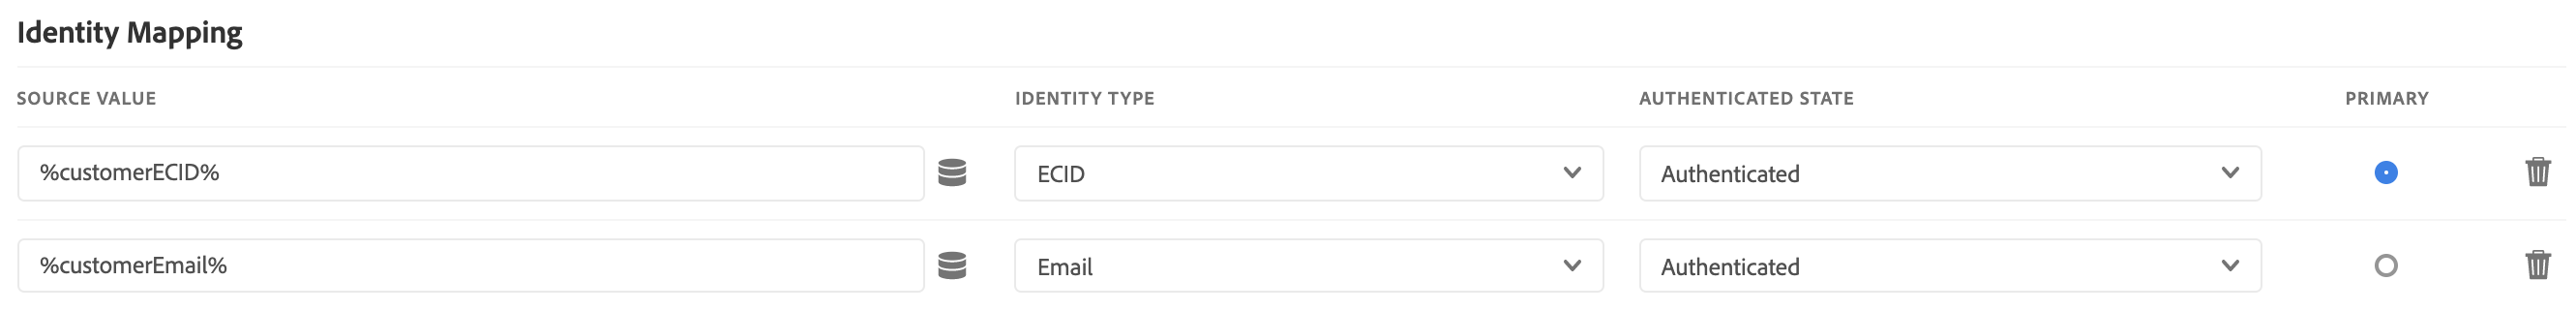 Identity Mapping
SOURCE VALUE IDENTITY TYPE AUTHENTICATED STATE PRIMARY
%customerECID% ECID Authenticated
%customerEmail% Email Authenticated